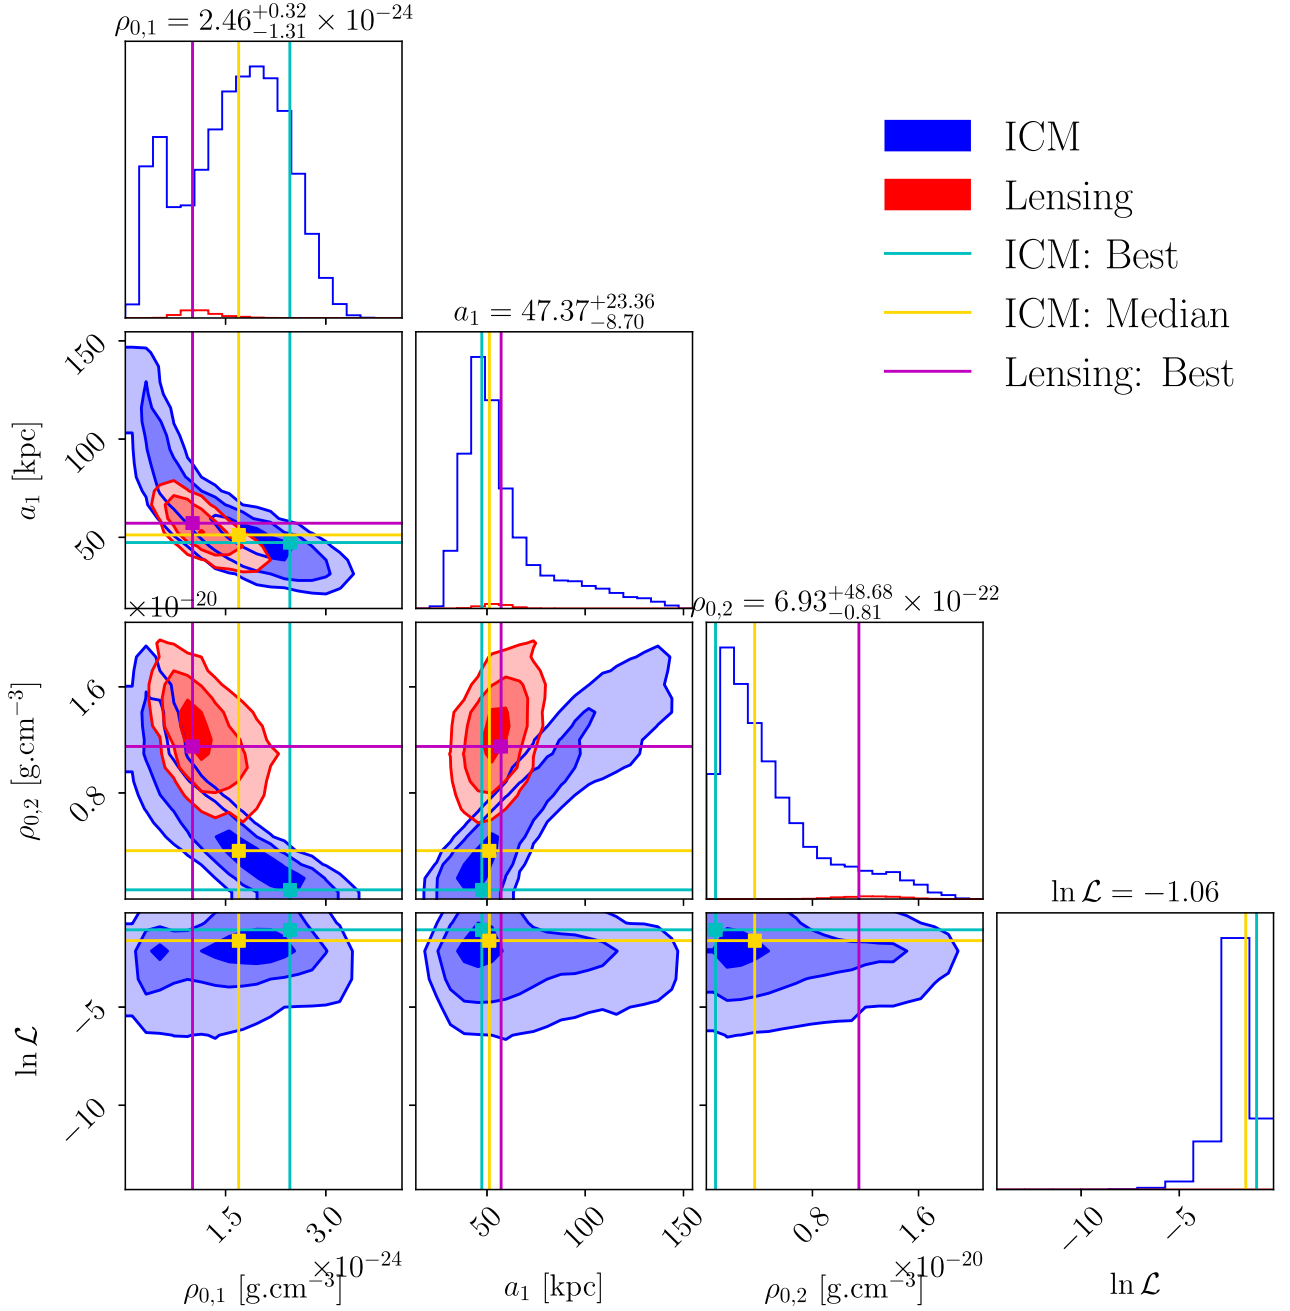 ρ₀,₁ = 2.46⁺⁰·³²₋₁.₃₁ × 10⁻²⁴
ICM
Lensing
ICM: Best
ICM: Median
Lensing: Best
a₁ = 47.37⁺²³·³⁶₋₈.₇₀
150
100
50
a₁ [kpc]
×10⁻²⁰
ρ₀,₂ = 6.93⁺⁴⁸·⁶⁸₋₀.₈₁ × 10⁻²²
1.6
0.8
ρ₀,₂ [g.cm⁻³]
ln ℒ = −1.06
−5
−10
ln ℒ
1.5 3.0
×10⁻²⁴
ρ₀,₁ [g.cm⁻³]
50 100 150
a₁ [kpc]
0.8 1.6
×10⁻²⁰
ρ₀,₂ [g.cm⁻³]
−10 −5
ln ℒ